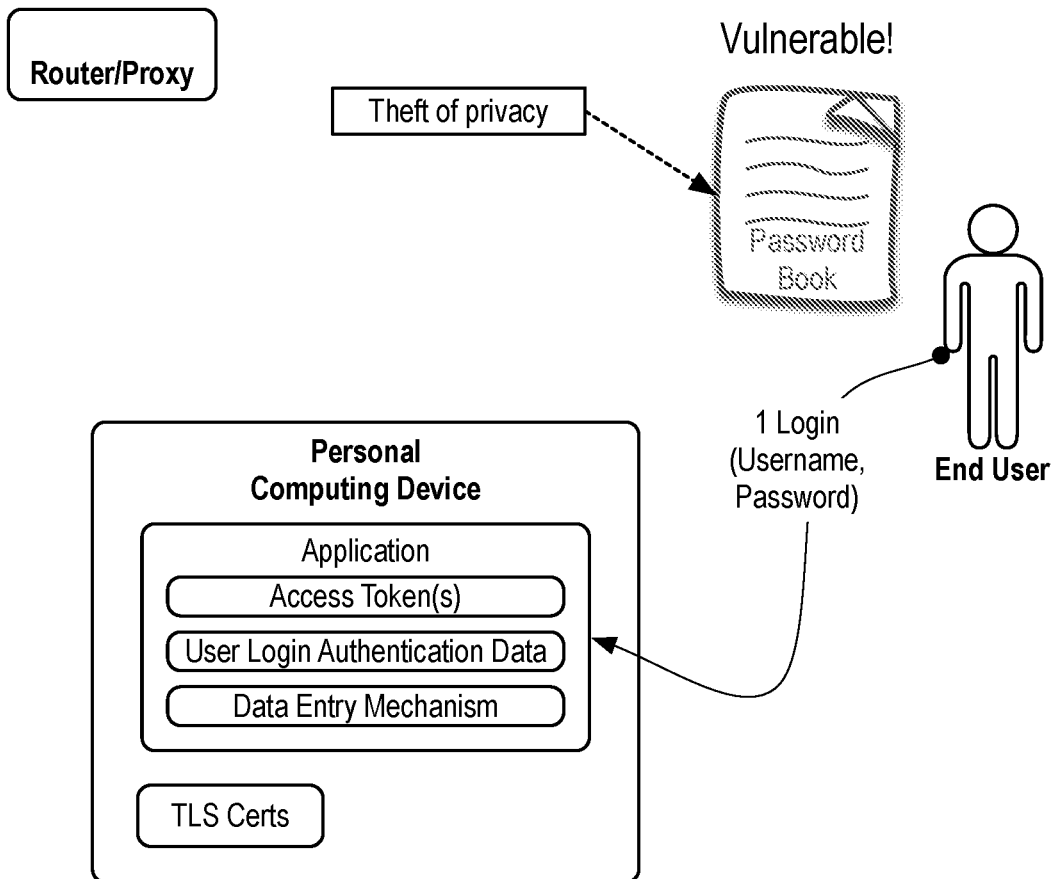 Router/Proxy
Vulnerable!
Theft of privacy
Password
Book
1 Login
(Username,
Password)
End User
Personal
Computing Device
Application
Access Token(s)
User Login Authentication Data
Data Entry Mechanism
TLS Certs